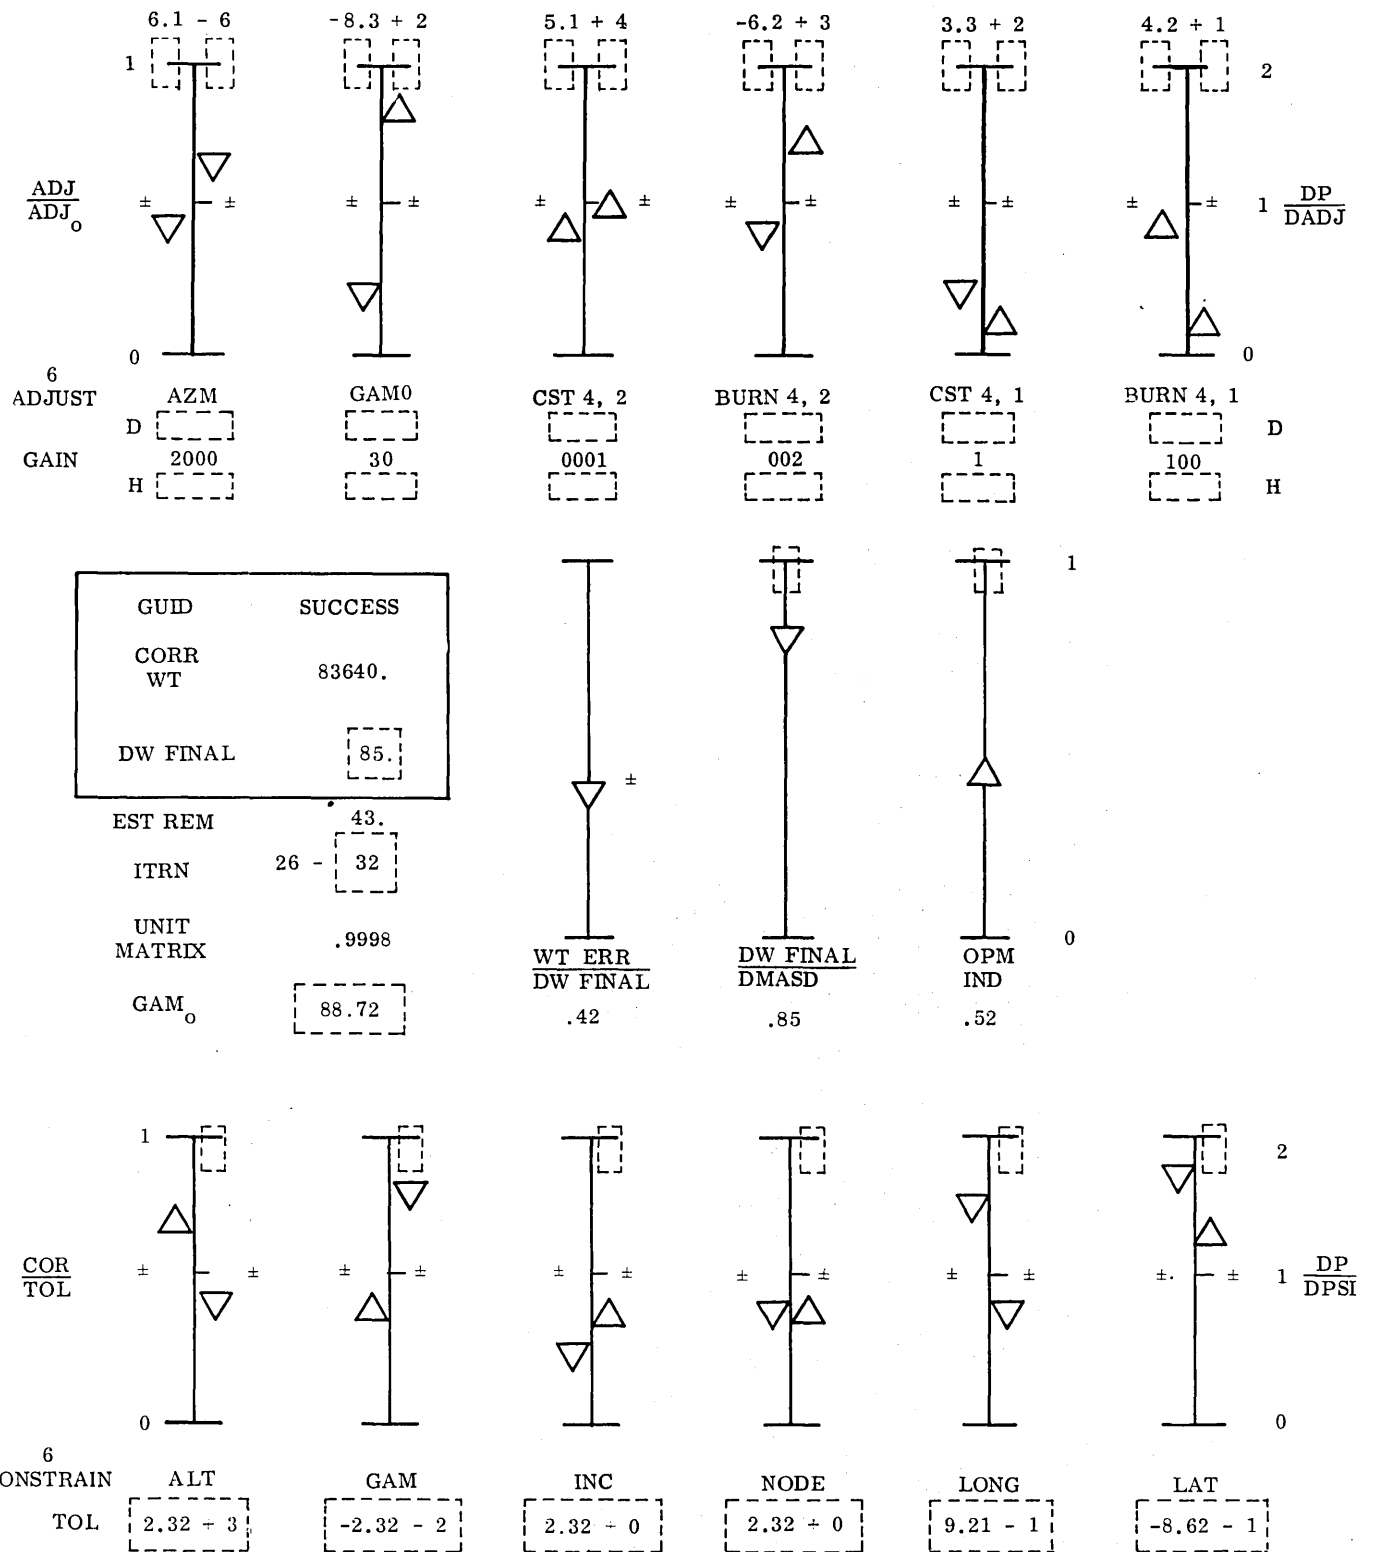 6.1 - 6 -8.3 + 2 5.1 + 4 -6.2 + 3 3.3 + 2 4.2 + 1
1 2
ADJ
ADJo
± ± ± ± ± ± ± ± ± ± ± ± 1
DP
DADJ
0 0
6
ADJUST AZM GAM0 CST 4, 2 BURN 4, 2 CST 4, 1 BURN 4, 1
D D
GAIN 2000 30 0001 002 1 100
H H
GUID SUCCESS
CORR
WT 83640.
DW FINAL 85.
EST REM 43.
ITRN 26 - 32
UNIT
MATRIX .9998
GAMo 88.72
1
±
0
WT ERR
DW FINAL
.42
DW FINAL
DMASD
.85
OPM
IND
.52
1 2
COR
TOL
± ± ± ± ± ± ± ± ± ± ±. ± 1
DP
DPSI
0 0
6
ONSTRAIN ALT GAM INC NODE LONG LAT
TOL 2.32 + 3 -2.32 - 2 2.32 + 0 2.32 + 0 9.21 - 1 -8.62 - 1